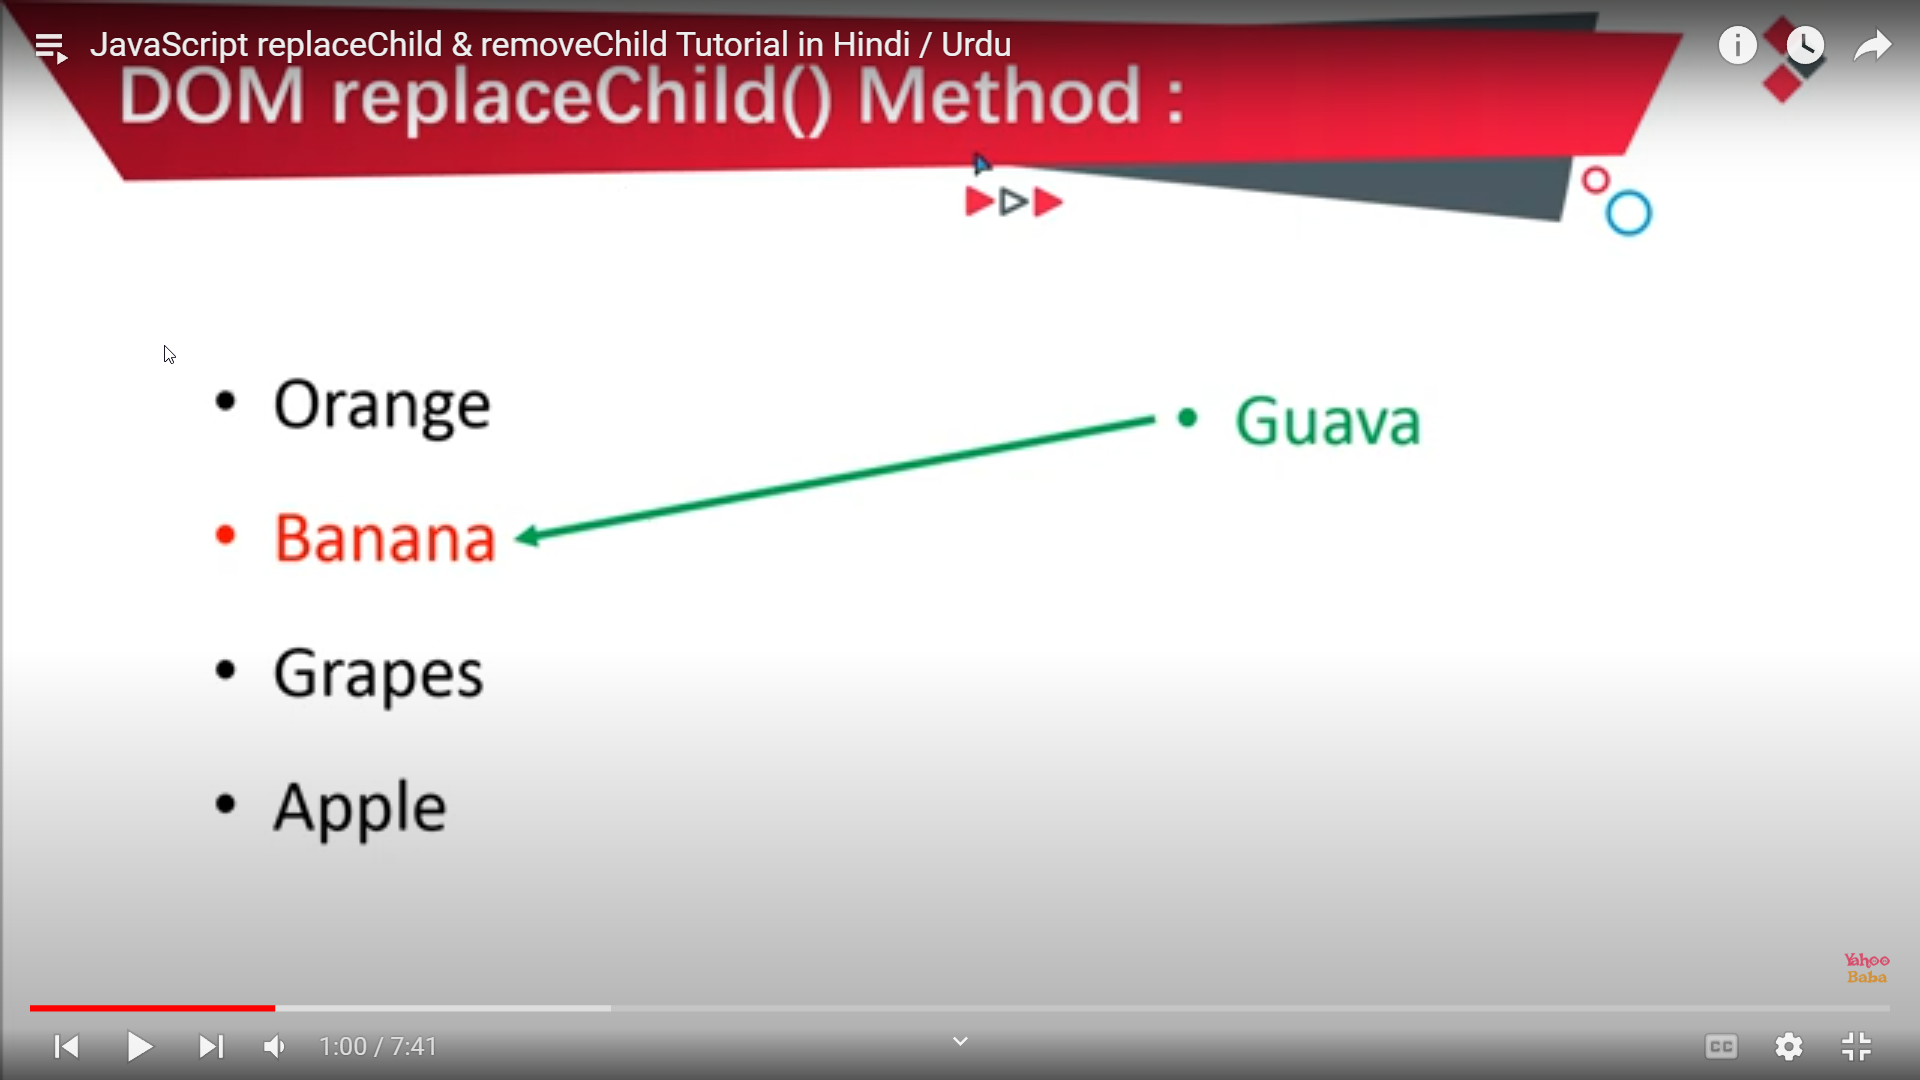 JavaScript replaceChild & removeChild Tutorial in Hindi / Urdu
DOM replaceChild() Method :
• Orange
• Guava
• Banana
• Grapes
• Apple
Yahoo
Baba
1:00 / 7:41
CC